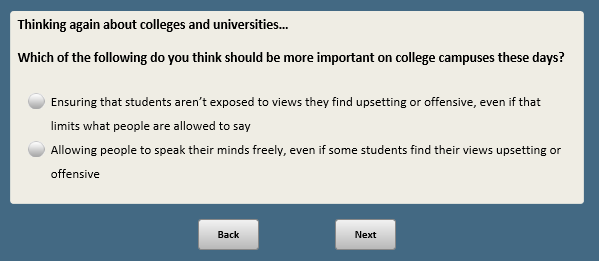 Thinking again about colleges and universities...
Which of the following do you think should be more important on college campuses these days?
Ensuring that students aren't exposed to views they find upsetting or offensive, even if that
limits what people are allowed to say
Allowing people to speak their minds freely, even if some students find their views upsetting or
offensive
Back
Next